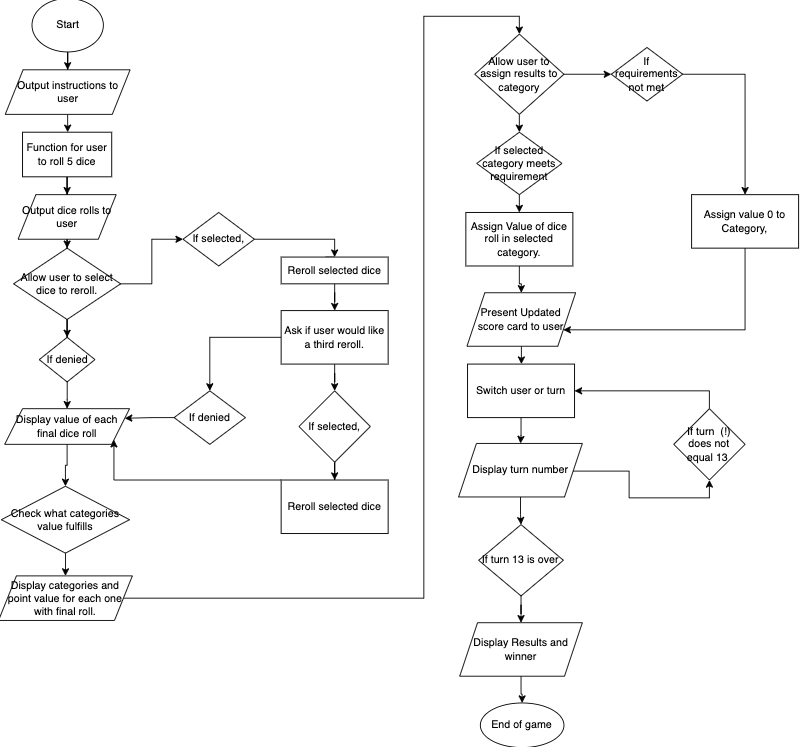 Start
Output instructions to
user
Function for user
to roll 5 dice
Output dice rolls to
user
Allow user to select
dice to reroll.
If selected,
Reroll selected dice
Ask if user would like
a third reroll.
If denied
If denied
If selected,
Display value of each
final dice roll
Reroll selected dice
Check what categories
value fulfills
Display categories and
point value for each one
with final roll.
Allow user to
assign results to
category
If
requirements
not met
If selected
category meets
requirement
Assign value 0 to
Category,
Assign Value of dice
roll in selected
category.
Present Updated
score card to user
Switch user or turn
If turn (!)
does not
equal 13
Display turn number
If turn 13 is over
Display Results and
winner
End of game